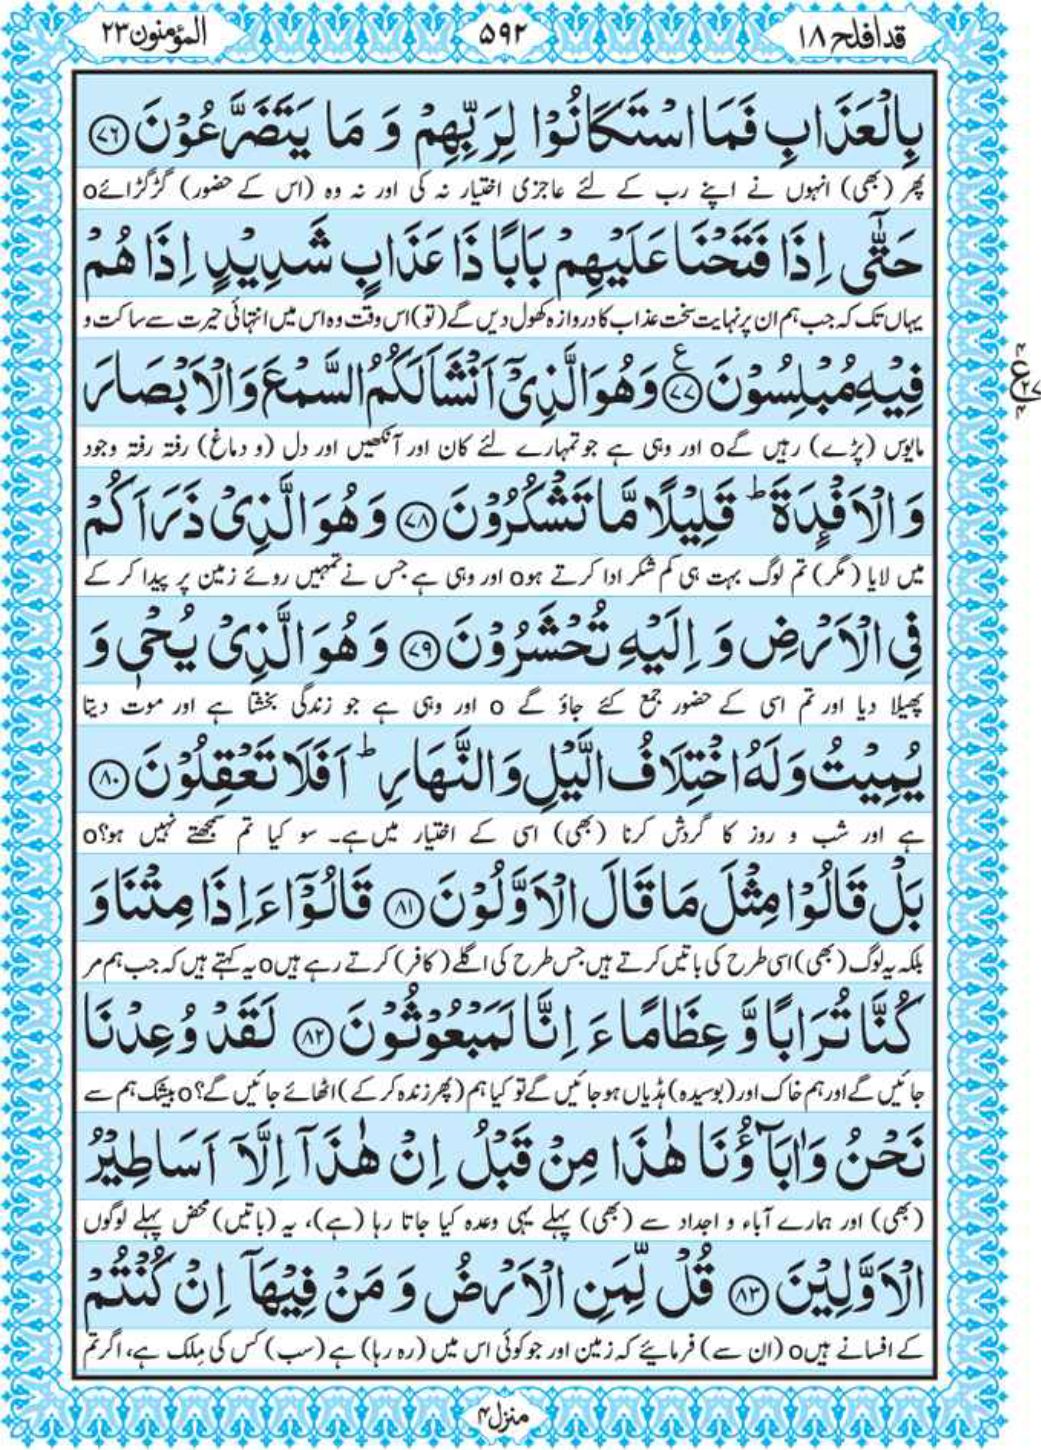 قدافلح ۱۸ ۵۹۲ المؤمنون ۲۳
بِالْعَذَابِ فَمَا اسْتَكَانُوْا لِرَبِّهِمْ وَ مَا يَتَضَرَّعُوْنَ ﴿۷۶﴾
پھر (بھی) انہوں نے اپنے رب کے لئے عاجزی اختیار نہ کی اور نہ وہ (اس کے حضور) گڑگڑائے o
حَتّٰۤى اِذَا فَتَحْنَا عَلَيْهِمْ بَابًا ذَا عَذَابٍ شَدِيْدٍ اِذَا هُمْ
یہاں تک کہ جب ہم ان پر نہایت سخت عذاب کا دروازہ کھول دیں گے (تو) اس وقت وہ اس میں انتہائی حیرت سے ساکت و
فِيْهِ مُبْلِسُوْنَ ﴿۷۷﴾ ع وَ هُوَ الَّذِيْۤ اَنْشَاَ لَكُمُ السَّمْعَ وَ الْاَبْصَارَ
مایوس (پڑے) رہیں گے o اور وہی ہے جو تمہارے لئے کان اور آنکھیں اور دل (و دماغ) رفتہ رفتہ وجود
وَ الْاَفْـِٕدَةَ ؕ قَلِيْلًا مَّا تَشْكُرُوْنَ ﴿۷۸﴾ وَ هُوَ الَّذِيْ ذَرَاَكُمْ
میں لایا (مگر) تم لوگ بہت ہی کم شکر ادا کرتے ہو o اور وہی ہے جس نے تمہیں روئے زمین پر پیدا کر کے
فِي الْاَرْضِ وَ اِلَيْهِ تُحْشَرُوْنَ ﴿۷۹﴾ وَ هُوَ الَّذِيْ يُحْيٖ وَ
پھیلا دیا اور تم اسی کے حضور جمع کئے جاؤ گے o اور وہی ہے جو زندگی بخشتا ہے اور موت دیتا
يُمِيْتُ وَ لَهُ اخْتِلَافُ الَّيْلِ وَ النَّهَارِ ؕ اَفَلَا تَعْقِلُوْنَ ﴿۸۰﴾
ہے اور شب و روز کا گردش کرنا (بھی) اسی کے اختیار میں ہے۔ سو کیا تم سمجھتے نہیں ہو؟ o
بَلْ قَالُوْا مِثْلَ مَا قَالَ الْاَوَّلُوْنَ ﴿۸۱﴾ قَالُوْۤا ءَاِذَا مِتْنَا وَ
بلکہ یہ لوگ (بھی) اسی طرح کی باتیں کرتے ہیں جس طرح کی اگلے (کافر) کرتے رہے ہیں o یہ کہتے ہیں کہ جب ہم مر
كُنَّا تُرَابًا وَّ عِظَامًا ءَاِنَّا لَمَبْعُوْثُوْنَ ﴿۸۲﴾ لَقَدْ وُعِدْنَا
جائیں گے اور ہم خاک اور (بوسیدہ) ہڈیاں ہو جائیں گے تو کیا ہم (پھر زندہ کر کے) اٹھائے جائیں گے؟ o بیشک ہم سے
نَحْنُ وَ اٰبَآؤُنَا هٰذَا مِنْ قَبْلُ اِنْ هٰذَاۤ اِلَّاۤ اَسَاطِيْرُ
(بھی) اور ہمارے آباء و اجداد سے (بھی) پہلے یہی وعدہ کیا جاتا رہا (ہے)، یہ (باتیں) محض پہلے لوگوں
الْاَوَّلِيْنَ ﴿۸۳﴾ قُلْ لِّمَنِ الْاَرْضُ وَ مَنْ فِيْهَاۤ اِنْ كُنْتُمْ
کے افسانے ہیں o (ان سے) فرمائیے کہ زمین اور جو کوئی اس میں (رہ رہا) ہے (سب) کس کی مِلک ہے، اگر تم
منزل ۴